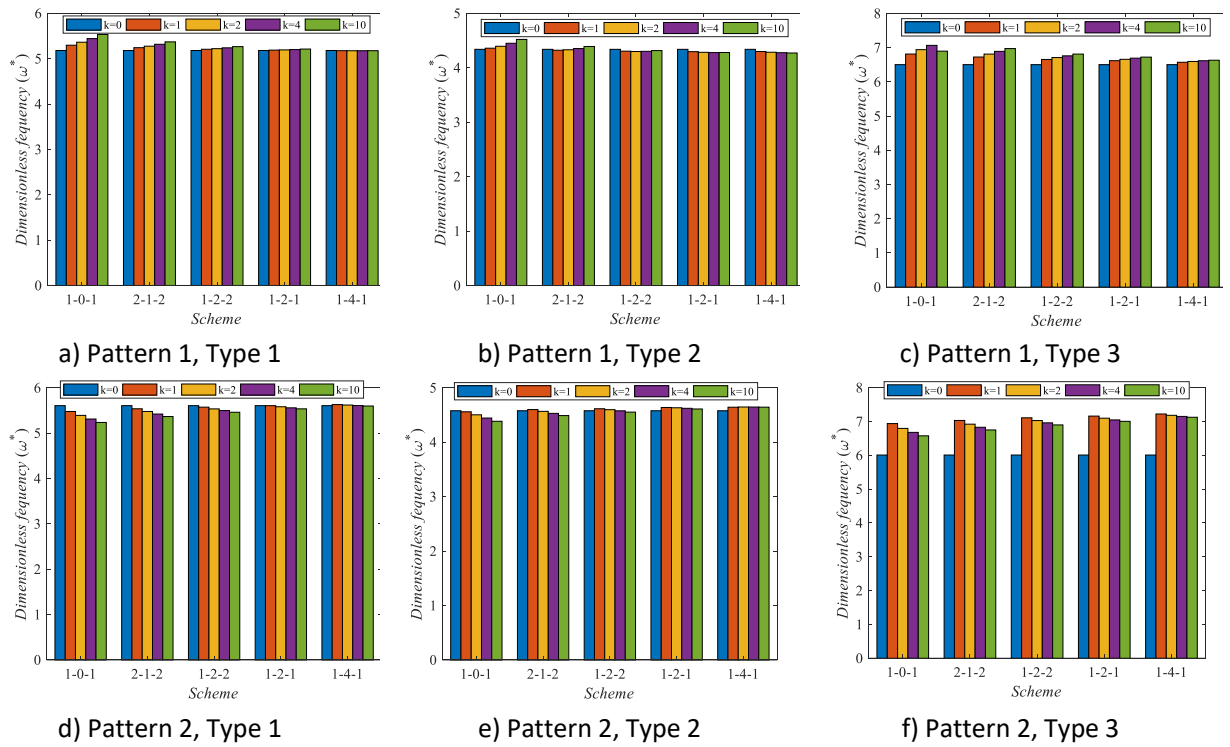 k=0 k=1 k=2 k=4 k=10
Dimensionless fequency (ω*)
6
5
4
3
2
1
0
1-0-1 2-1-2 1-2-2 1-2-1 1-4-1
Scheme
a) Pattern 1, Type 1
k=0 k=1 k=2 k=4 k=10
Dimensionless fequency (ω*)
5
4
3
2
1
0
1-0-1 2-1-2 1-2-2 1-2-1 1-4-1
Scheme
b) Pattern 1, Type 2
k=0 k=1 k=2 k=4 k=10
Dimensionless fequency (ω*)
8
7
6
5
4
3
2
1
0
1-0-1 2-1-2 1-2-2 1-2-1 1-4-1
Scheme
c) Pattern 1, Type 3
k=0 k=1 k=2 k=4 k=10
Dimensionless fequency (ω*)
6
5
4
3
2
1
0
1-0-1 2-1-2 1-2-2 1-2-1 1-4-1
Scheme
d) Pattern 2, Type 1
k=0 k=1 k=2 k=4 k=10
Dimensionless fequency (ω*)
5
4
3
2
1
0
1-0-1 2-1-2 1-2-2 1-2-1 1-4-1
Scheme
e) Pattern 2, Type 2
k=0 k=1 k=2 k=4 k=10
Dimensionless fequency (ω*)
8
7
6
5
4
3
2
1
0
1-0-1 2-1-2 1-2-2 1-2-1 1-4-1
Scheme
f) Pattern 2, Type 3